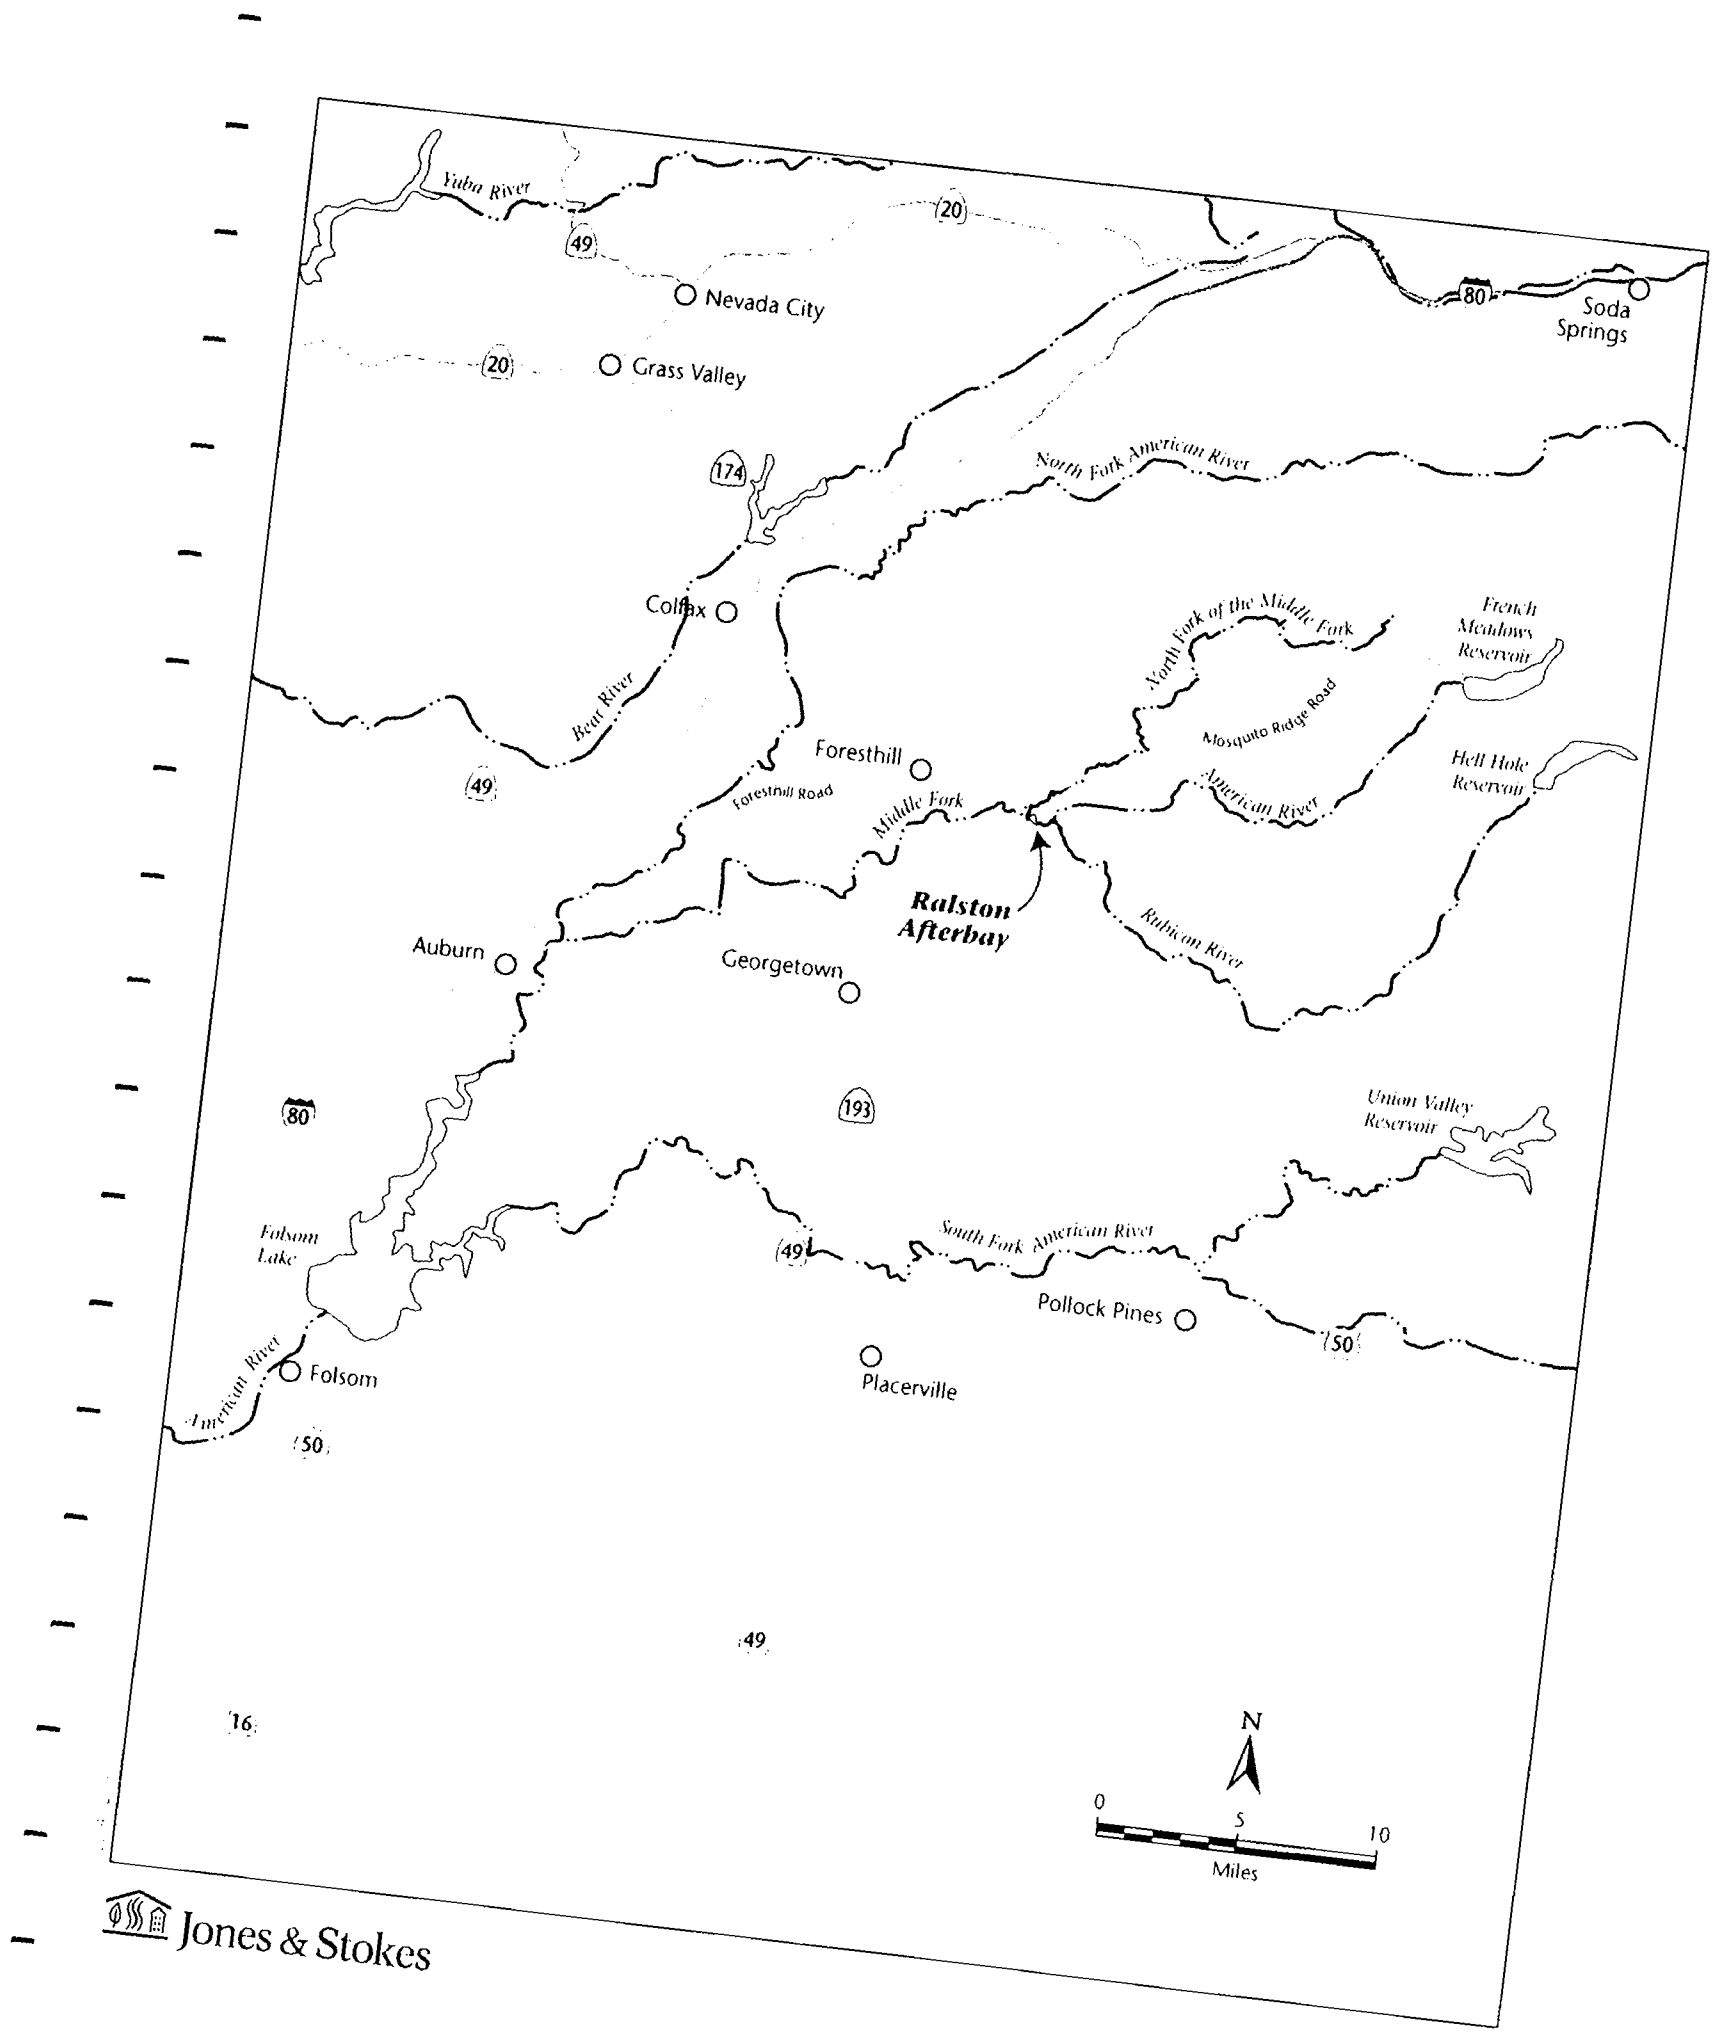 Yuba River
20
49
Nevada City
80
Soda
Springs
20
Grass Valley
174
North Fork American River
Colfax
North Fork of the Middle Fork
French
Meadows
Reservoir
Bear River
Mosquito Ridge Road
Foresthill
Hell Hole
Reservoir
49
Foresthill Road
Middle Fork
American River
Ralston
Afterbay
Rubicon River
Auburn
Georgetown
80
193
Union Valley
Reservoir
Folsom
Lake
49
South Fork American River
Pollock Pines
50
American River
Folsom
Placerville
50
49
16
N
0
5
10
Miles
Jones & Stokes